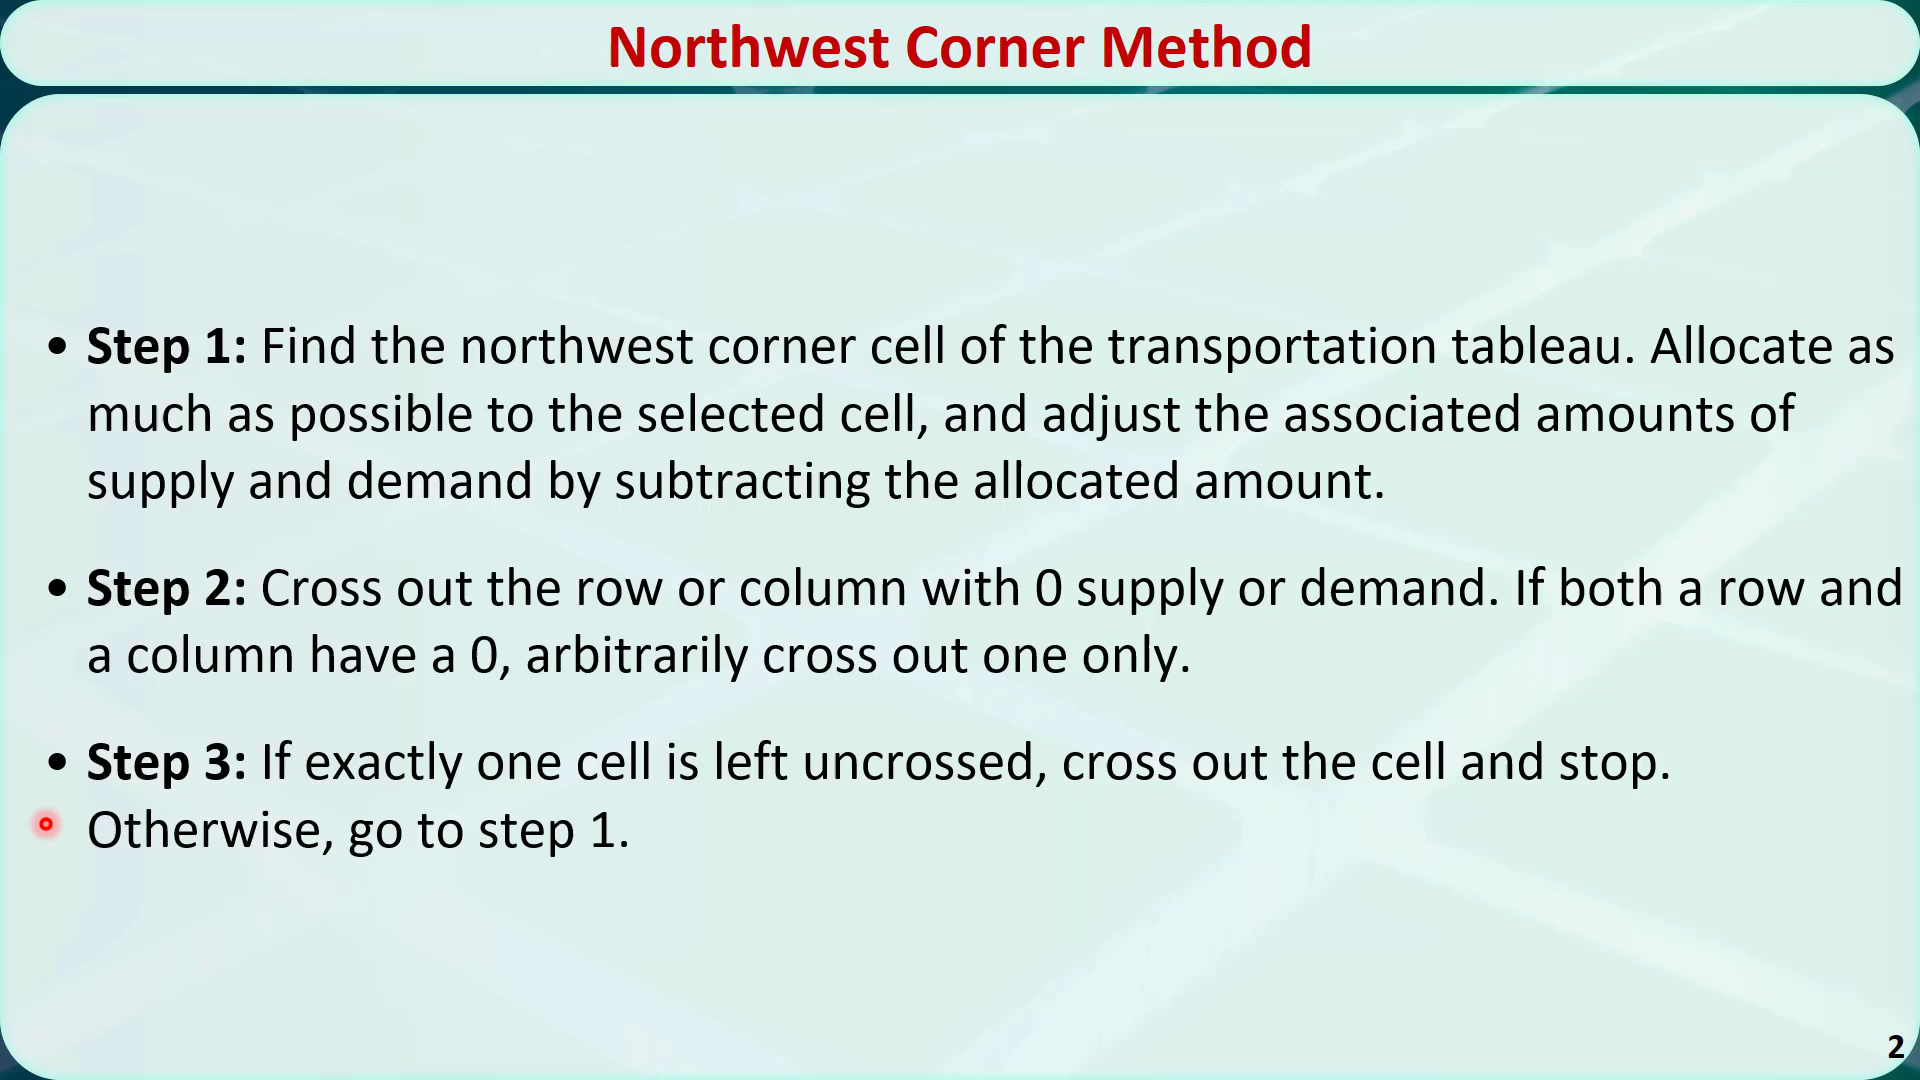 Northwest Corner Method
• Step 1: Find the northwest corner cell of the transportation tableau. Allocate as
much as possible to the selected cell, and adjust the associated amounts of
supply and demand by subtracting the allocated amount.
• Step 2: Cross out the row or column with 0 supply or demand. If both a row and
a column have a 0, arbitrarily cross out one only.
• Step 3: If exactly one cell is left uncrossed, cross out the cell and stop.
Otherwise, go to step 1.
2